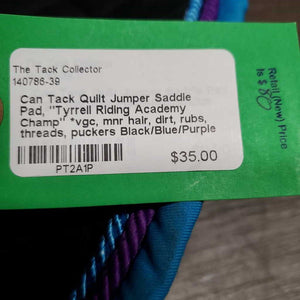 The Tack Collector
140786-39
Can Tack Quilt Jumper Saddle
Pad, "Tyrrell Riding Academy
Champ" *vgc, mnr hair, dirt, rubs,
threads, puckers Black/Blue/Purple
$35.00
PT2A1P
Retail (New) Price
Is $80